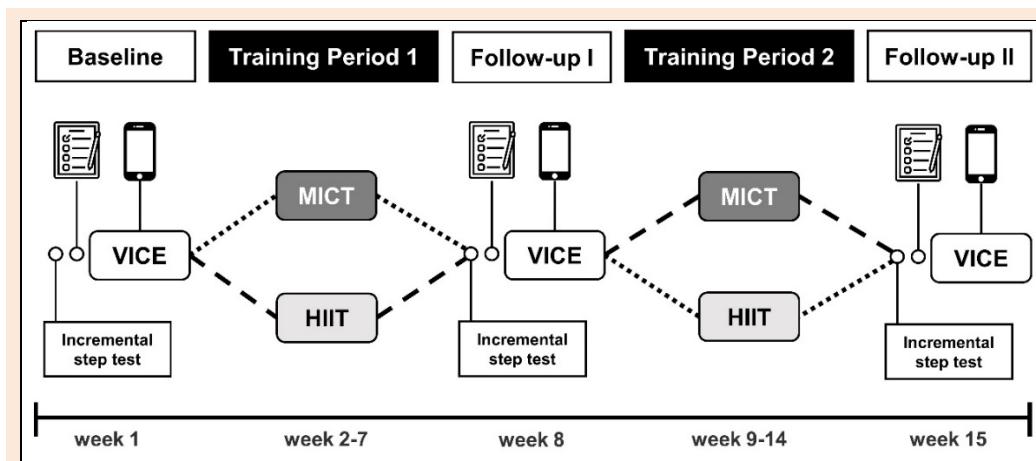 Baseline
Training Period 1
Follow-up I
Training Period 2
Follow-up II
MICT
MICT
VICE
VICE
VICE
HIIT
HIIT
Incremental
step test
Incremental
step test
Incremental
step test
week 1
week 2-7
week 8
week 9-14
week 15